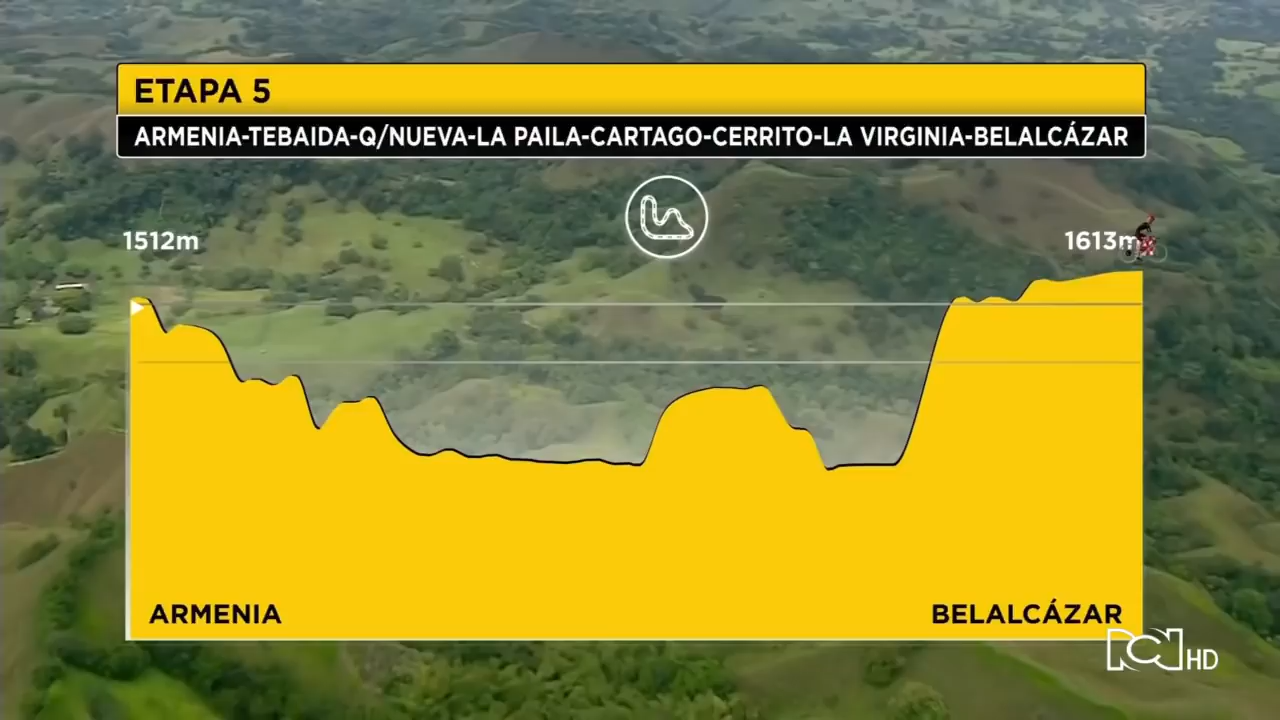 ETAPA 5
ARMENIA-TEBAIDA-Q/NUEVA-LA PAILA-CARTAGO-CERRITO-LA VIRGINIA-BELALCÁZAR
1512m
1613m
ARMENIA
BELALCÁZAR
RCN HD